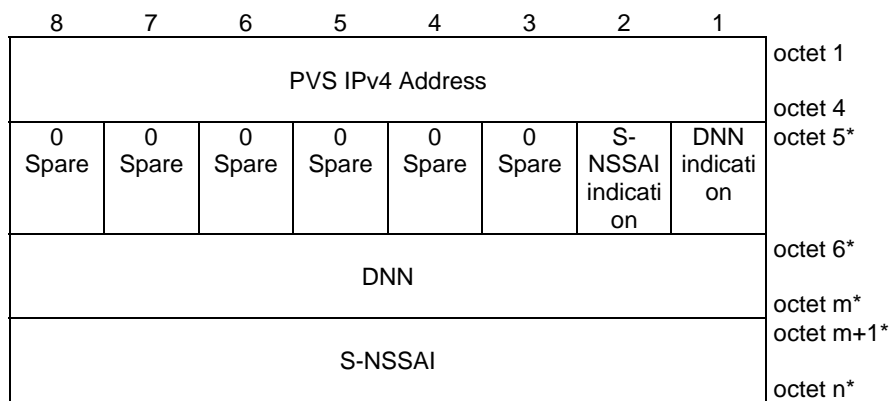 8 7 6 5 4 3 2 1
PVS IPv4 Address
octet 1
octet 4
0 0 0 0 0 0 S- DNN octet 5*
Spare Spare Spare Spare Spare Spare NSSAI indicati
indicati on
on
DNN
octet 6*
octet m*
S-NSSAI
octet m+1*
octet n*